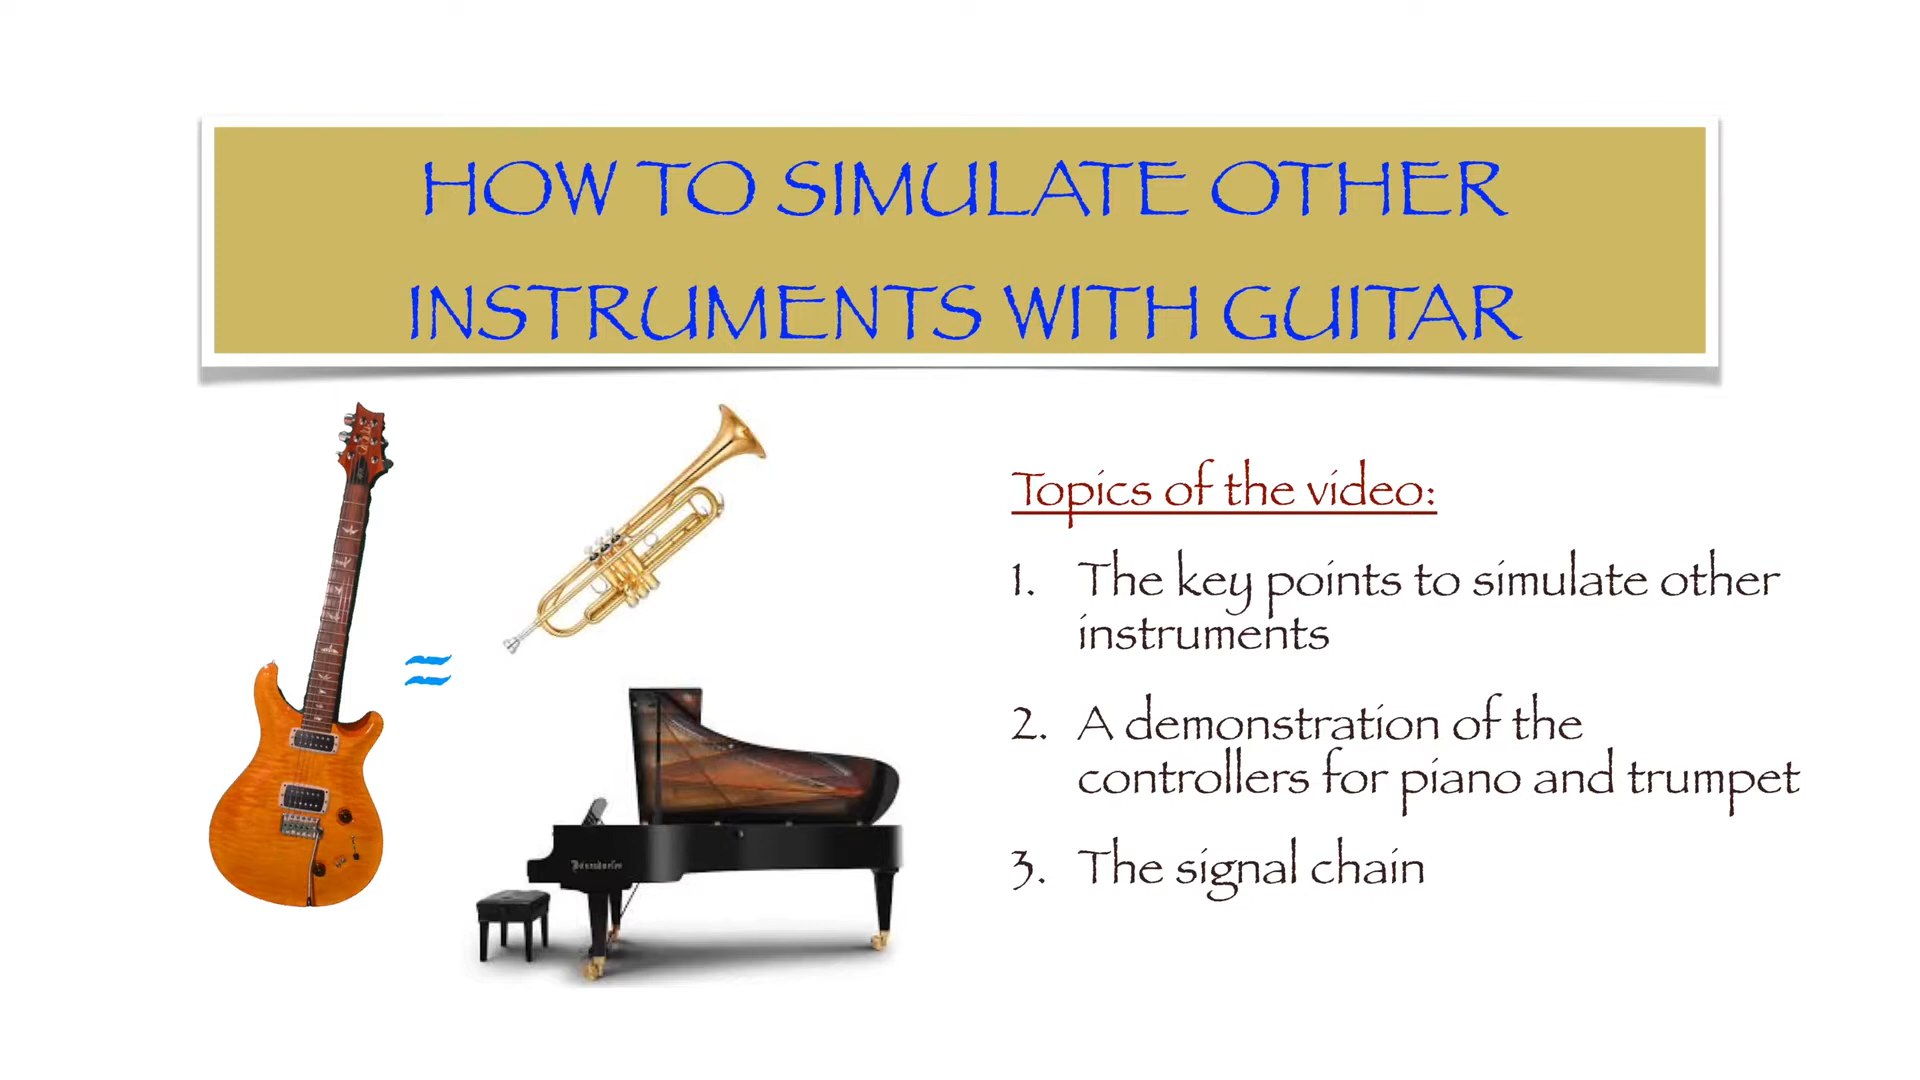 HOW TO SIMULATE OTHER
INSTRUMENTS WITH GUITAR
≈
Topics of the video:
1. The key points to simulate other
instruments
2. A demonstration of the
controllers for piano and trumpet
3. The signal chain
Bösendorfer